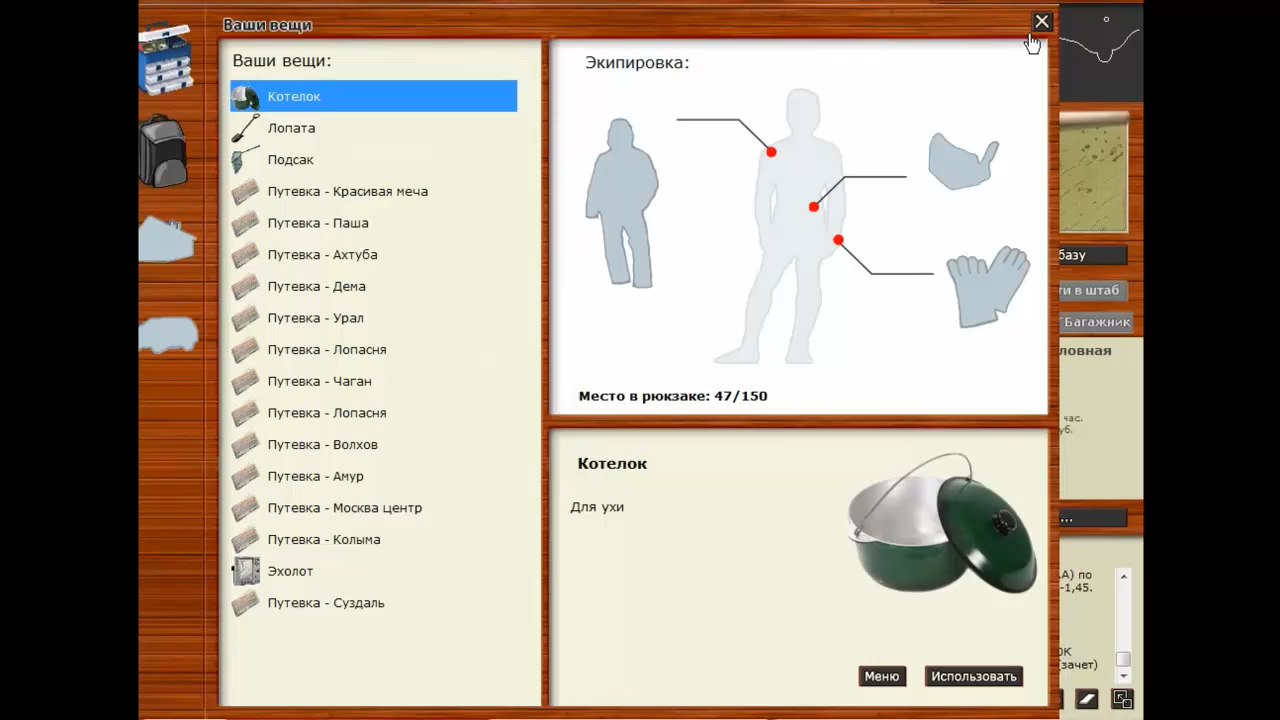 Ваши вещи
Ваши вещи:
Котелок
Лопата
Подсак
Путевка - Красивая меча
Путевка - Паша
Путевка - Ахтуба
Путевка - Дема
Путевка - Урал
Путевка - Лопасня
Путевка - Чаган
Путевка - Лопасня
Путевка - Волхов
Путевка - Амур
Путевка - Москва центр
Путевка - Колыма
Эхолот
Путевка - Суздаль
Экипировка:
Место в рюкзаке: 47/150
Котелок
Для ухи
Меню
Использовать
базу
ти в штаб
Багажник
ловная
час.
уб.
...
А) по
-1,45.
ОК
(зачет)